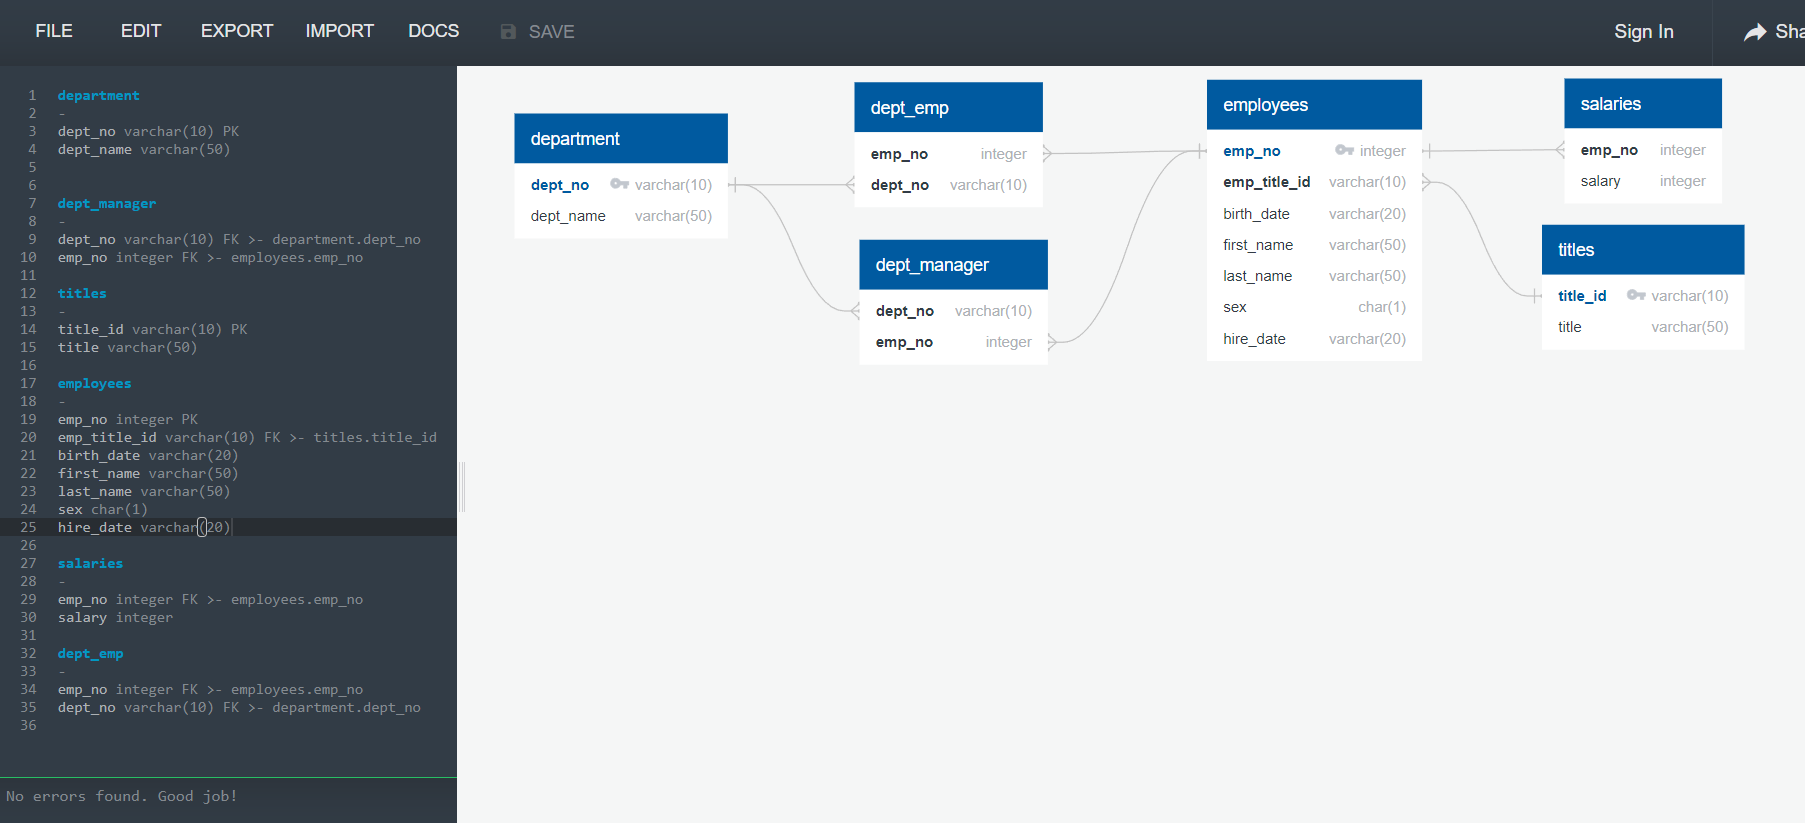 FILE EDIT EXPORT IMPORT DOCS SAVE Sign In
1 department
2 -
3 dept_no varchar(10) PK
4 dept_name varchar(50)
5
6
7 dept_manager
8 -
9 dept_no varchar(10) FK >- department.dept_no
10 emp_no integer FK >- employees.emp_no
11
12 titles
13 -
14 title_id varchar(10) PK
15 title varchar(50)
16
17 employees
18 -
19 emp_no integer PK
20 emp_title_id varchar(10) FK >- titles.title_id
21 birth_date varchar(20)
22 first_name varchar(50)
23 last_name varchar(50)
24 sex char(1)
25 hire_date varchar(20)
26
27 salaries
28 -
29 emp_no integer FK >- employees.emp_no
30 salary integer
31
32 dept_emp
33 -
34 emp_no integer FK >- employees.emp_no
35 dept_no varchar(10) FK >- department.dept_no
36
No errors found. Good job!
department
dept_no varchar(10)
dept_name varchar(50)
dept_emp
emp_no integer
dept_no varchar(10)
dept_manager
dept_no varchar(10)
emp_no integer
employees
emp_no integer
emp_title_id varchar(10)
birth_date varchar(20)
first_name varchar(50)
last_name varchar(50)
sex char(1)
hire_date varchar(20)
salaries
emp_no integer
salary integer
titles
title_id varchar(10)
title varchar(50)